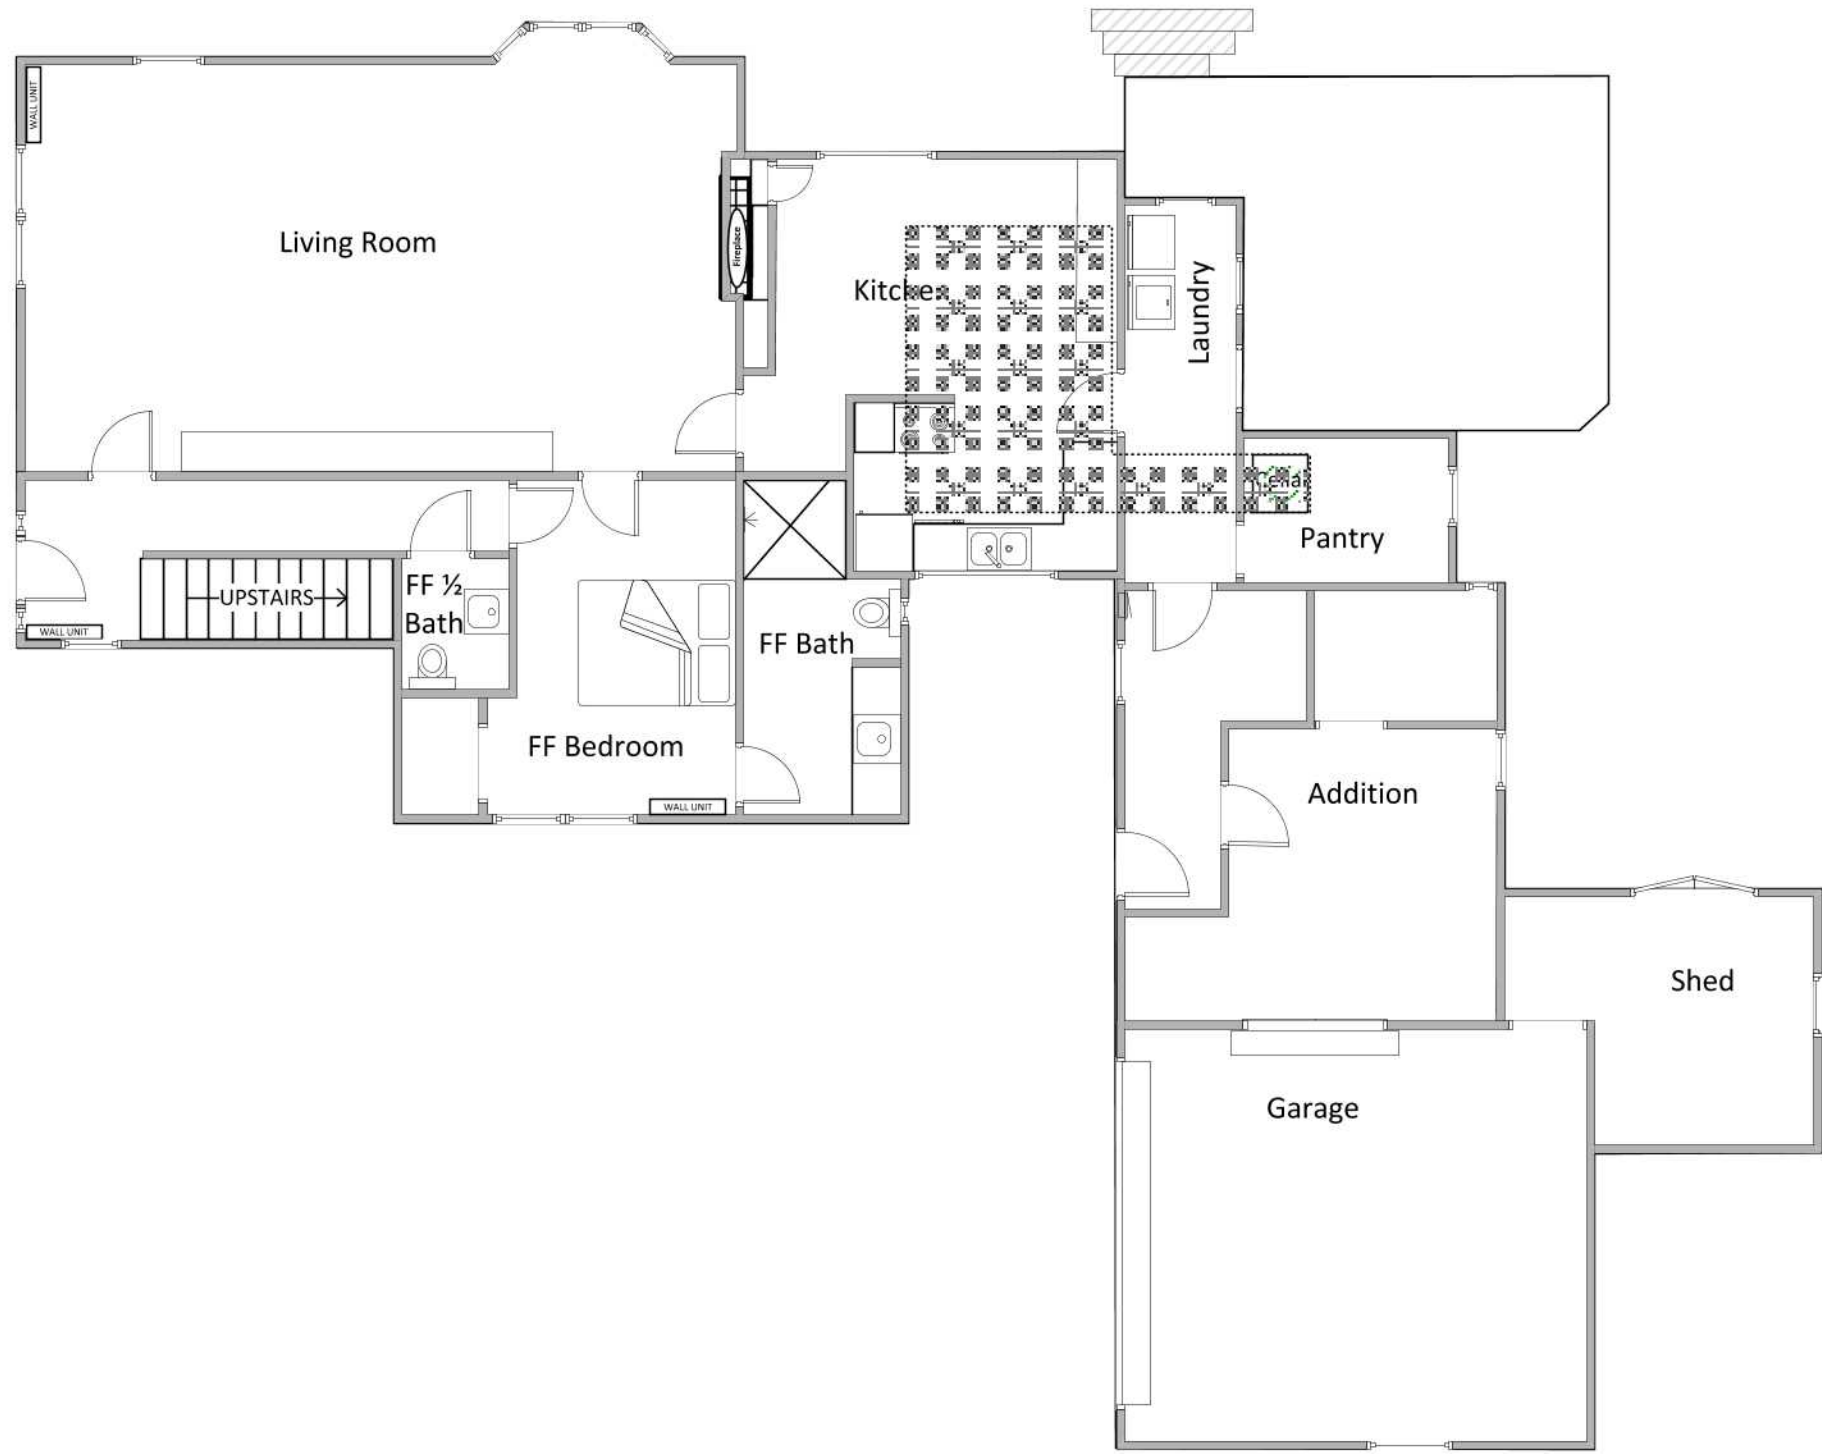 WALL UNIT
Living Room
Fireplace
Kitche
Laundry
Pantry
UPSTAIRS
WALL UNIT
FF ½
Bath
FF Bath
FF Bedroom
WALL UNIT
Addition
Shed
Garage